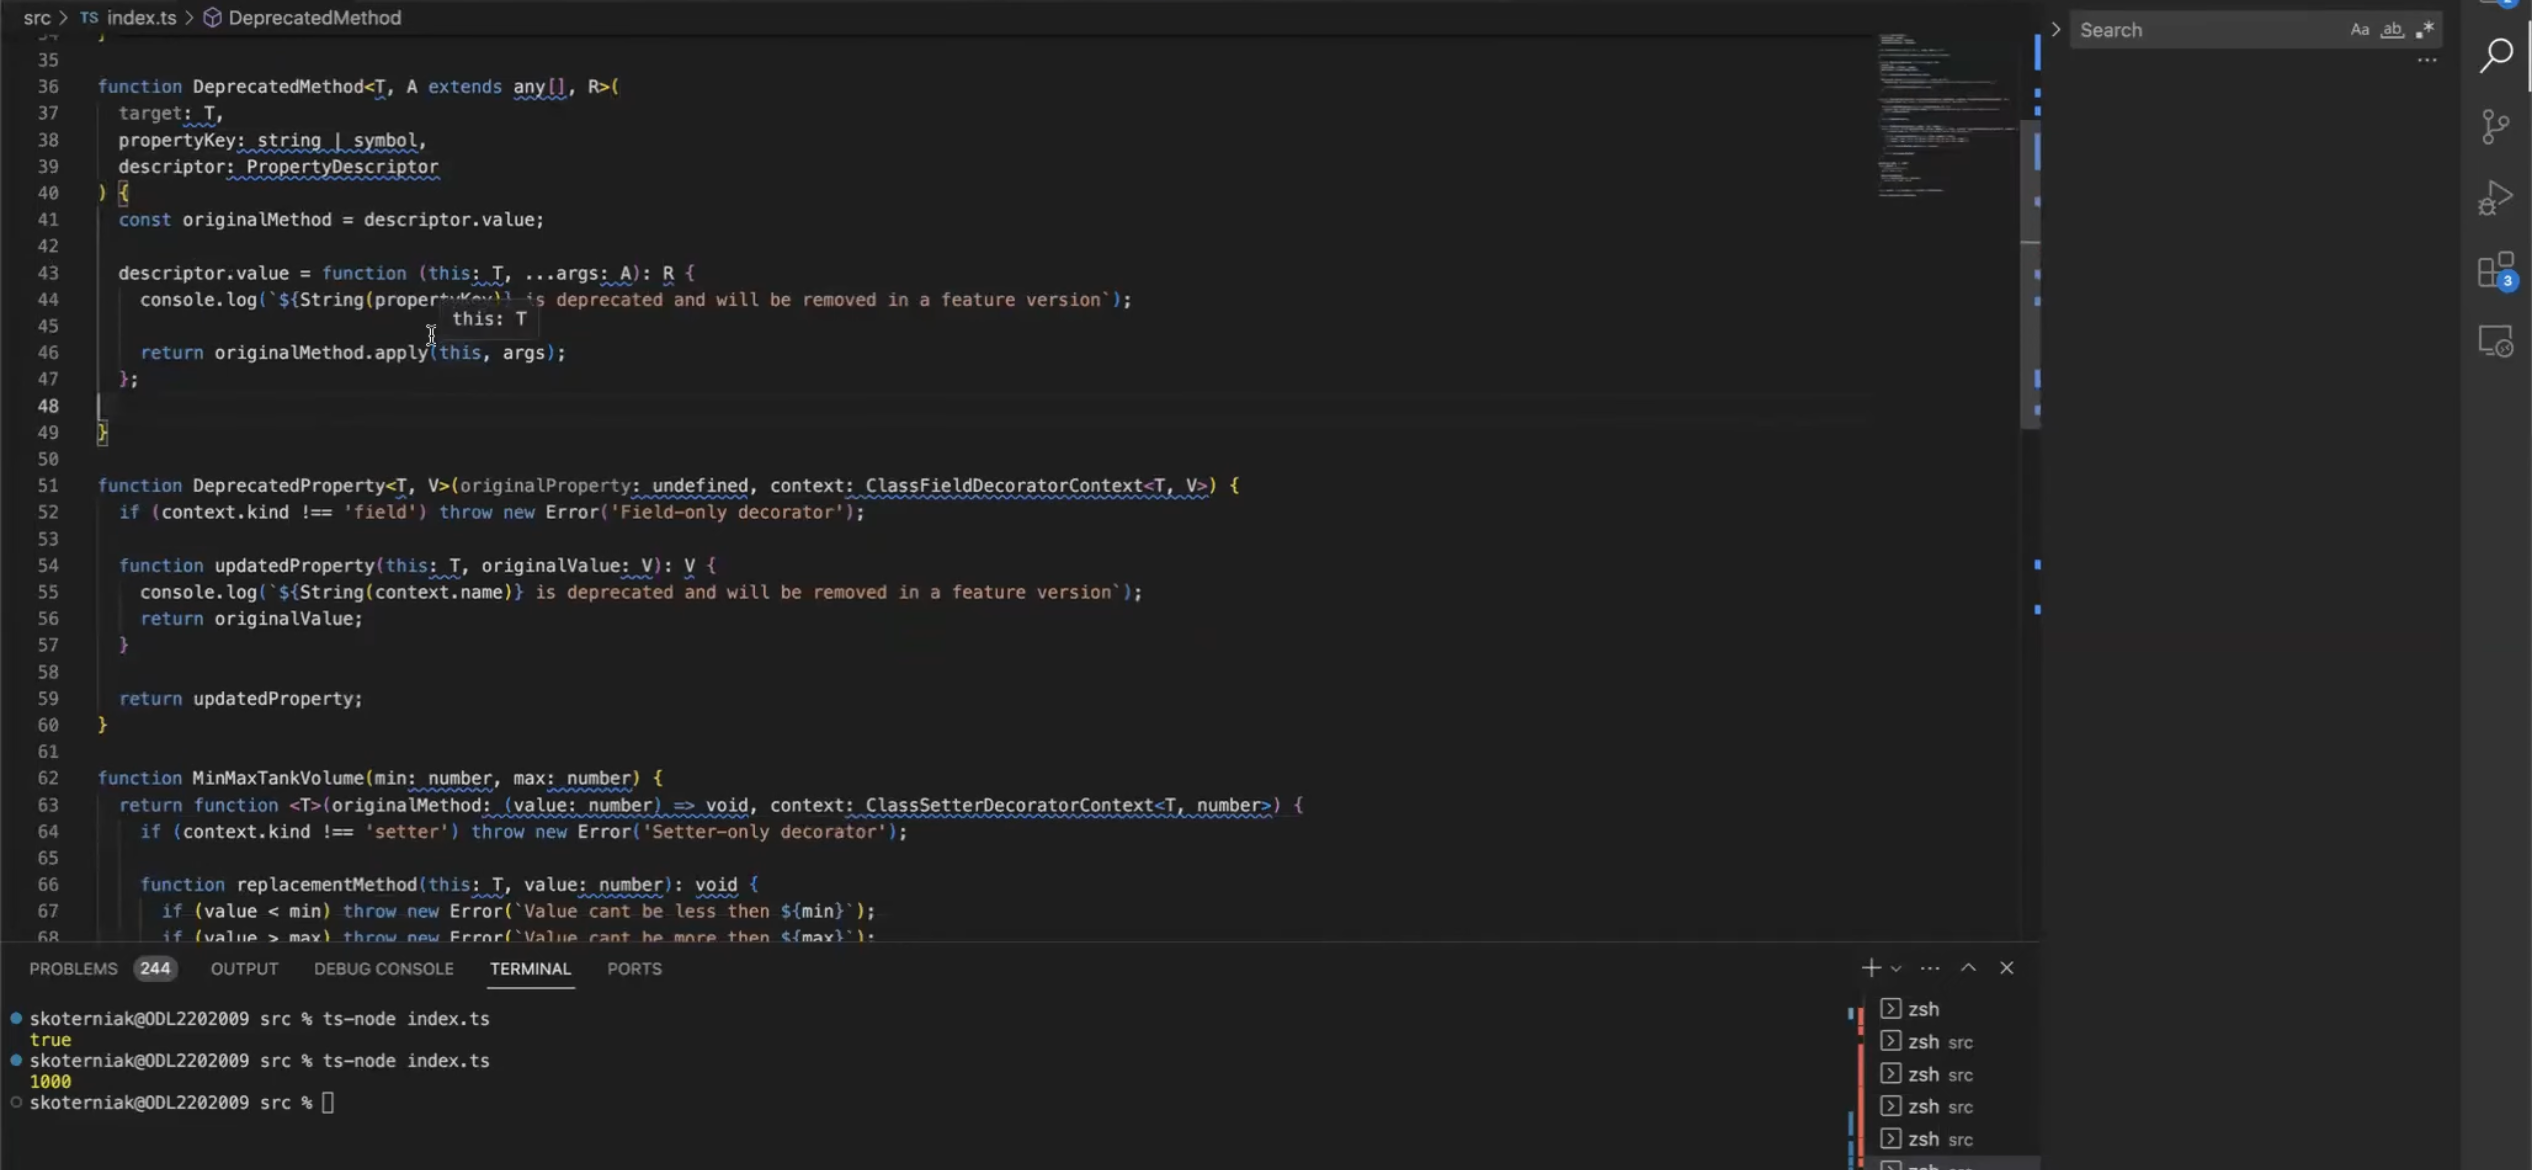 src > TS index.ts > DeprecatedMethod
34 }
35
36 function DeprecatedMethod<T, A extends any[], R>(
37 target: T,
38 propertyKey: string | symbol,
39 descriptor: PropertyDescriptor
40 ) {
41 const originalMethod = descriptor.value;
42
43 descriptor.value = function (this: T, ...args: A): R {
44 console.log(`${String(propertyKey)} is deprecated and will be removed in a feature version`);
this: T
45
46 return originalMethod.apply(this, args);
47 };
48
49 }
50
51 function DeprecatedProperty<T, V>(originalProperty: undefined, context: ClassFieldDecoratorContext<T, V>) {
52 if (context.kind !== 'field') throw new Error('Field-only decorator');
53
54 function updatedProperty(this: T, originalValue: V): V {
55 console.log(`${String(context.name)} is deprecated and will be removed in a feature version`);
56 return originalValue;
57 }
58
59 return updatedProperty;
60 }
61
62 function MinMaxTankVolume(min: number, max: number) {
63 return function <T>(originalMethod: (value: number) => void, context: ClassSetterDecoratorContext<T, number>) {
64 if (context.kind !== 'setter') throw new Error('Setter-only decorator');
65
66 function replacementMethod(this: T, value: number): void {
67 if (value < min) throw new Error(`Value cant be less then ${min}`);
68 if (value > max) throw new Error(`Value cant be more then ${max}`);
Search Aa ab .*
3
PROBLEMS 244 OUTPUT DEBUG CONSOLE TERMINAL PORTS
skoterniak@ODL2202009 src % ts-node index.ts
true
skoterniak@ODL2202009 src % ts-node index.ts
1000
skoterniak@ODL2202009 src %
zsh
zsh src
zsh src
zsh src
zsh src
zsh src